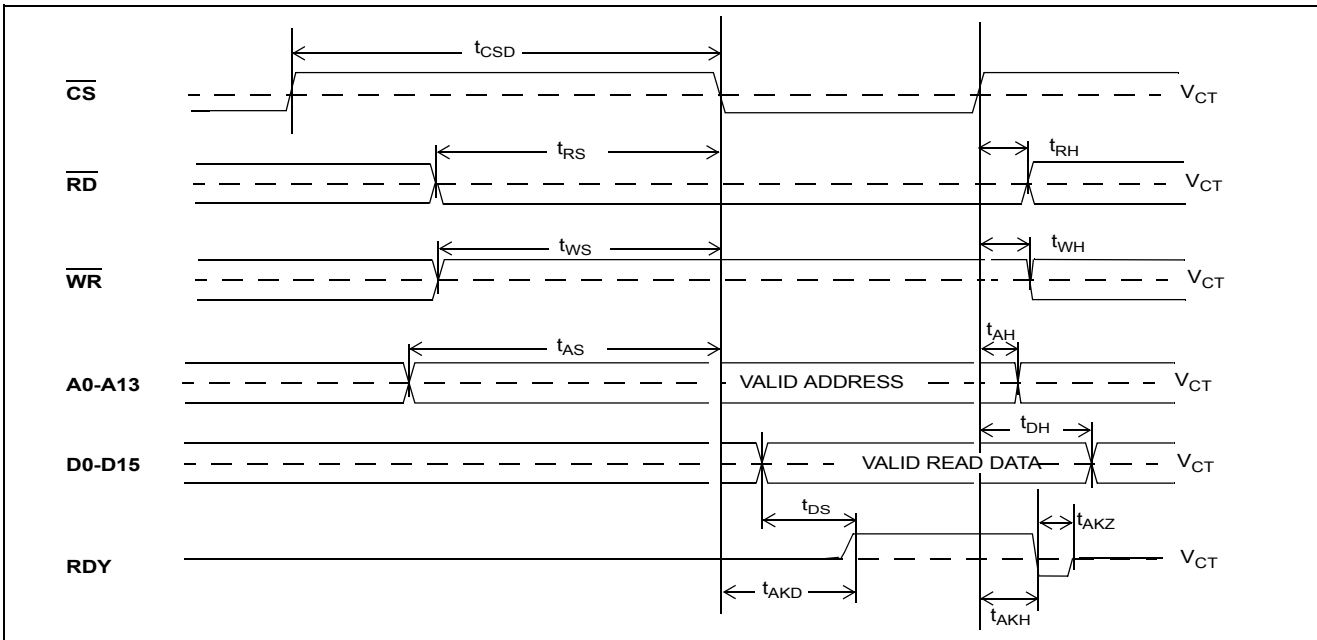 tCSD
CS
VCT
tRS
tRH
RD
VCT
tWS
tWH
WR
VCT
tAS
tAH
A0-A13
VALID ADDRESS
VCT
tDH
D0-D15
VALID READ DATA
VCT
tDS
tAKZ
RDY
VCT
tAKD
tAKH